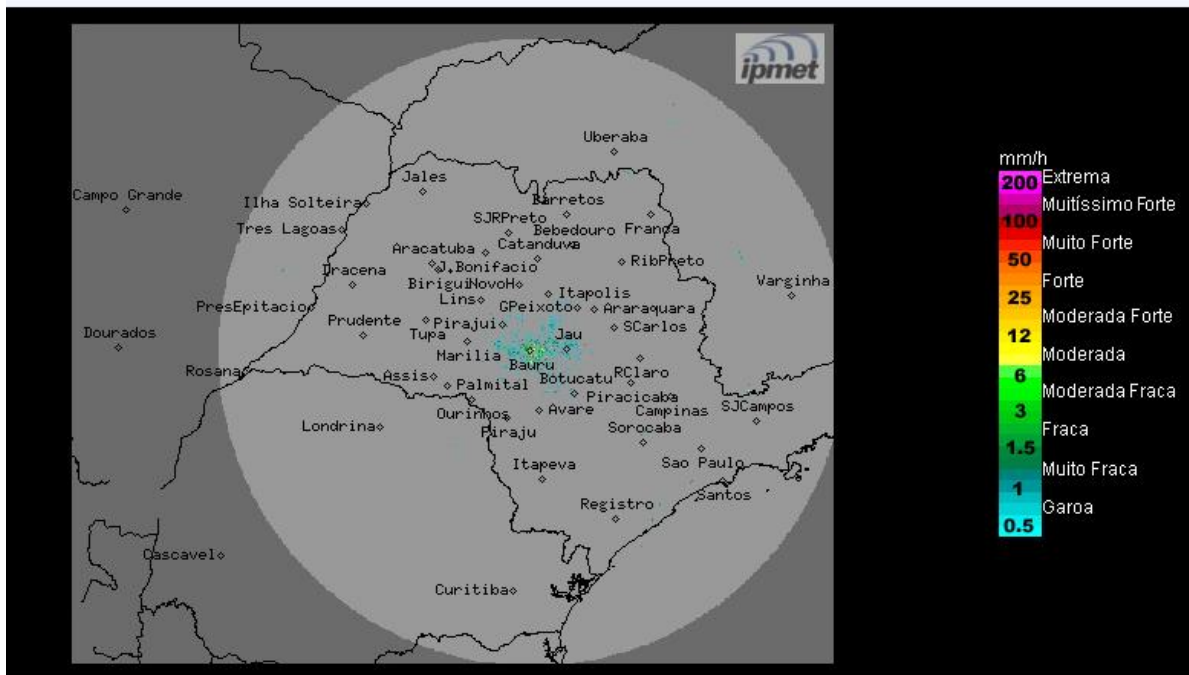 ipmet
Uberaba
Campo Grande
Jales
Ilha Solteira
Barretos
SJRPreto
Tres Lagoas
Bebedouro
Franca
Aracatuba
Catanduva
J.Bonifacio
RibPreto
Dracena
Birigui
NovoH
Varginha
Lins
Itapolis
PresEpitacio
GPeixoto
Araraquara
Prudente
Pirajui
SCarlos
Dourados
Tupa
Jau
Marilia
Bauru
Rosana
Assis
Botucatu
RClaro
Palmital
Piracicaba
Ourinhos
Avare
Campinas
SJCampos
Londrina
Piraju
Sorocaba
Itapeva
Sao Paulo
Santos
Registro
Cascavel
Curitiba
mm/h
200 Extrema
Muitíssimo Forte
100
Muito Forte
50
Forte
25
Moderada Forte
12
Moderada
6
Moderada Fraca
3
Fraca
1.5
Muito Fraca
1
Garoa
0.5